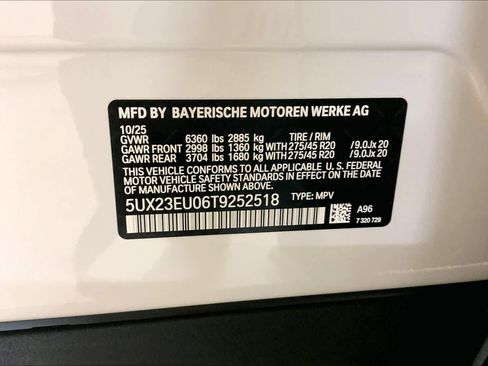 MFD BY BAYERISCHE MOTOREN WERKE AG
10/25
GVWR 6360 lbs 2885 kg TIRE / RIM
GAWR FRONT 2998 lbs 1360 kg WITH 275/45 R20 /9.0Jx 20
GAWR REAR 3704 lbs 1680 kg WITH 275/45 R20 /9.0Jx 20
THIS VEHICLE CONFORMS TO ALL APPLICABLE U. S. FEDERAL
MOTOR VEHICLE SAFETY STANDARDS IN EFFECT ON THE
DATE OF MANUFACTURE SHOWN ABOVE.
5UX23EU06T9252518 TYPE: MPV
A96
7 320 729